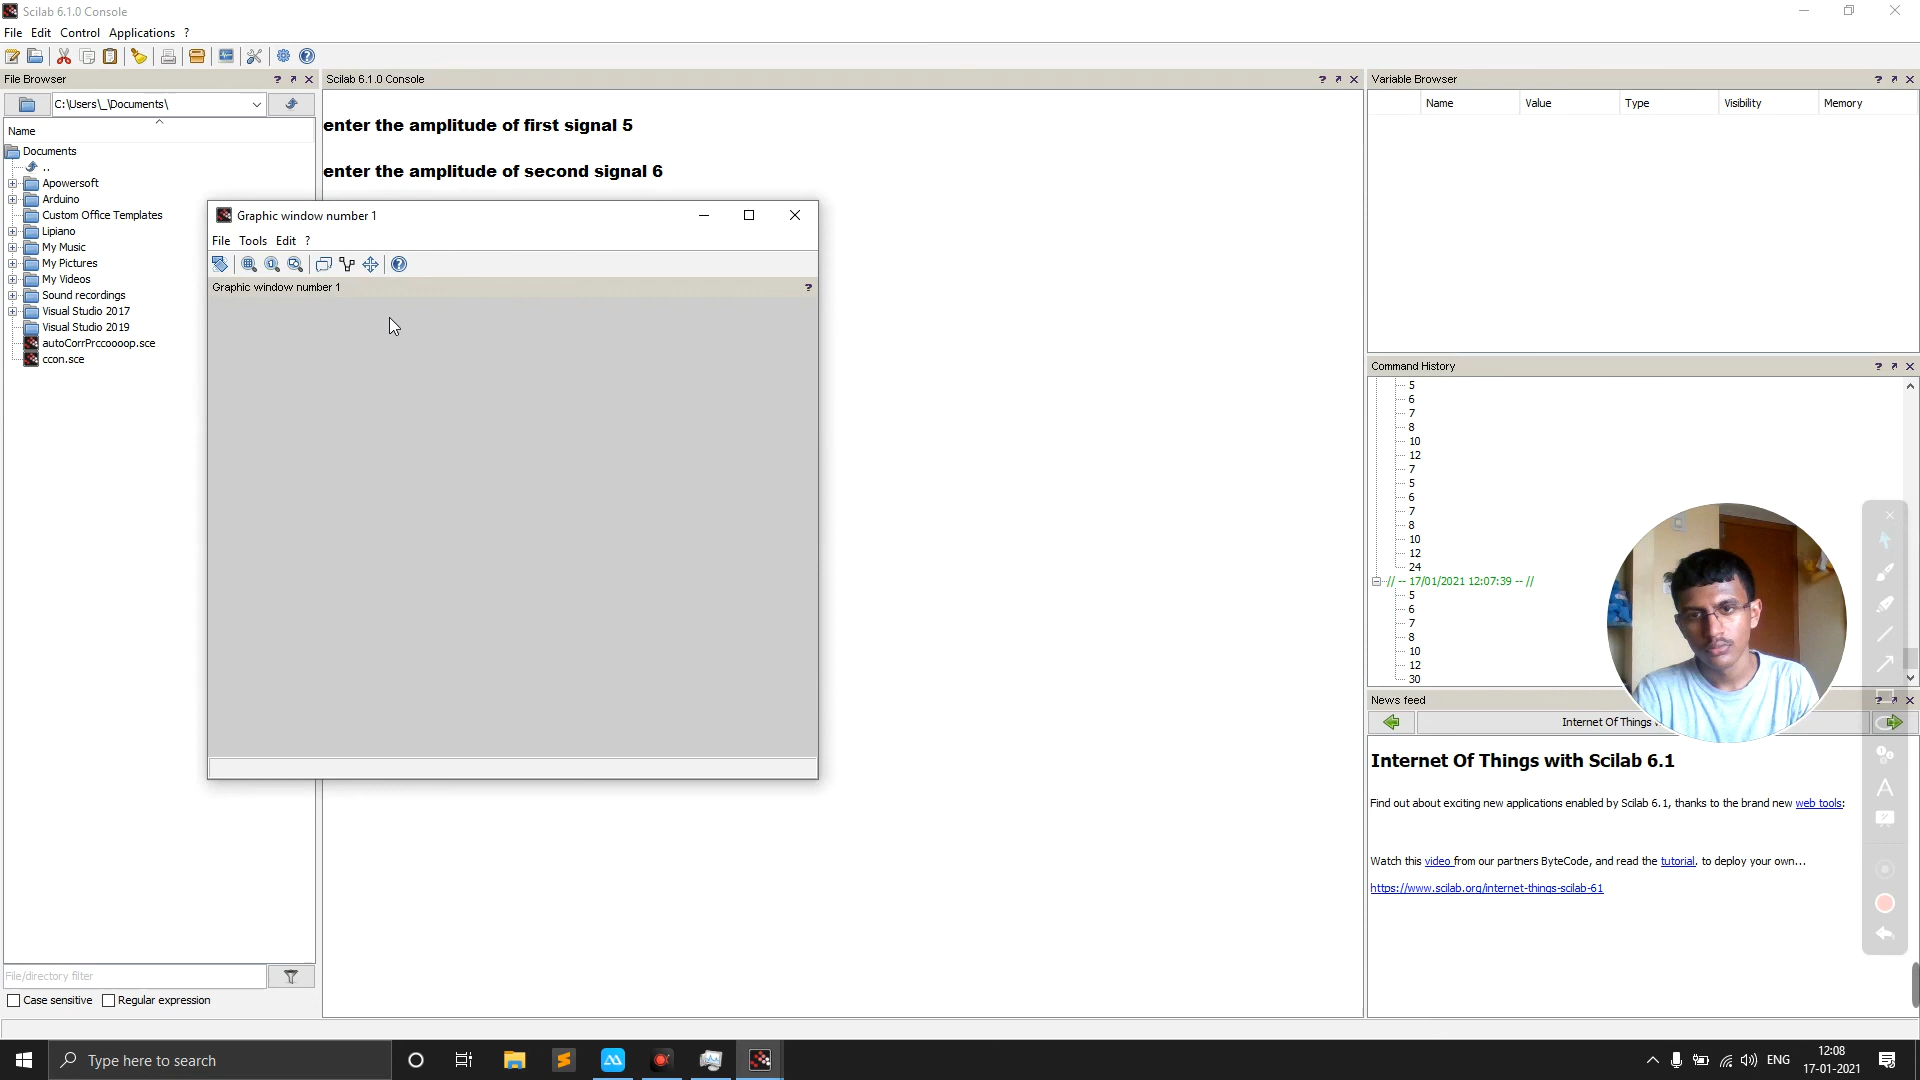 Scilab 6.1.0 Console
File Edit Control Applications ?
File Browser
? ↗ ×
C:\Users\_\Documents\
Name
Documents
..
Apowersoft
Arduino
Custom Office Templates
Lipiano
My Music
My Pictures
My Videos
Sound recordings
Visual Studio 2017
Visual Studio 2019
autoCorrPrccoooop.sce
ccon.sce
File/directory filter
Case sensitive Regular expression
Scilab 6.1.0 Console
enter the amplitude of first signal 5
enter the amplitude of second signal 6
Graphic window number 1
File Tools Edit ?
Graphic window number 1 ?
Variable Browser
Name Value Type Visibility Memory
Command History
5
6
7
8
10
12
7
5
6
7
8
10
12
24
// -- 17/01/2021 12:07:39 -- //
5
6
7
8
10
12
30
News feed
Internet Of Things
Internet Of Things with Scilab 6.1
Find out about exciting new applications enabled by Scilab 6.1, thanks to the brand new web tools:
Watch this video from our partners ByteCode, and read the tutorial. to deploy your own...
https://www.scilab.org/internet-things-scilab-61
Type here to search
ENG
12:08
17-01-2021